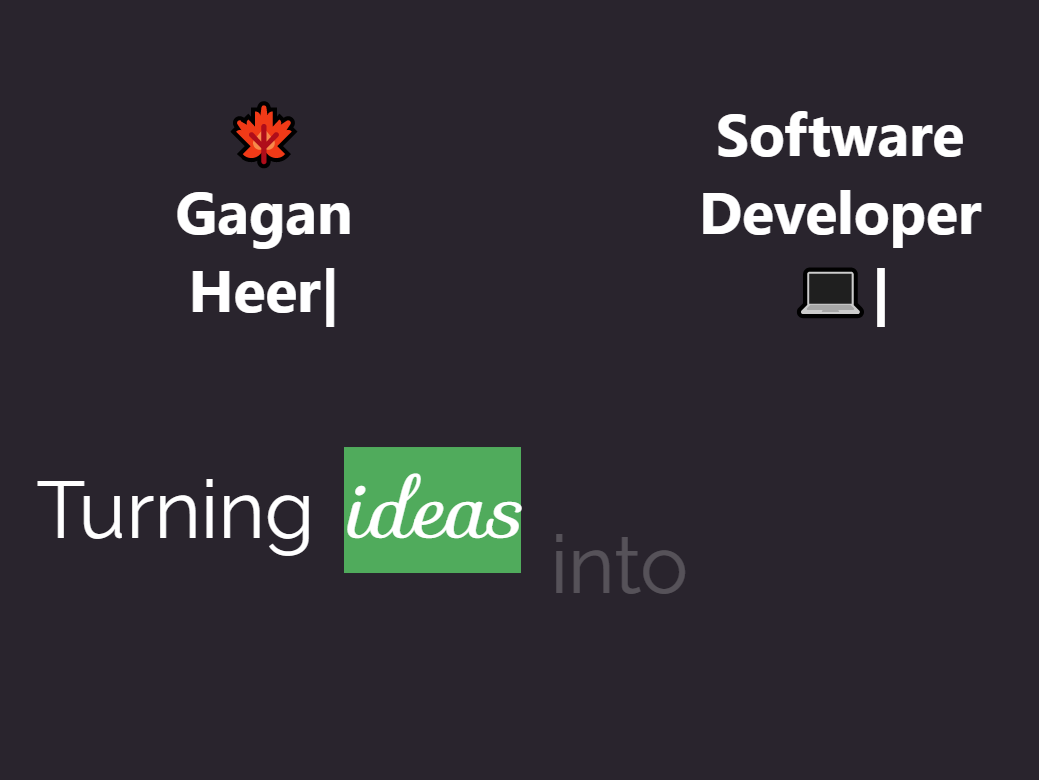 🍁
Gagan
Heer|
Software
Developer
💻|
Turning ideas into